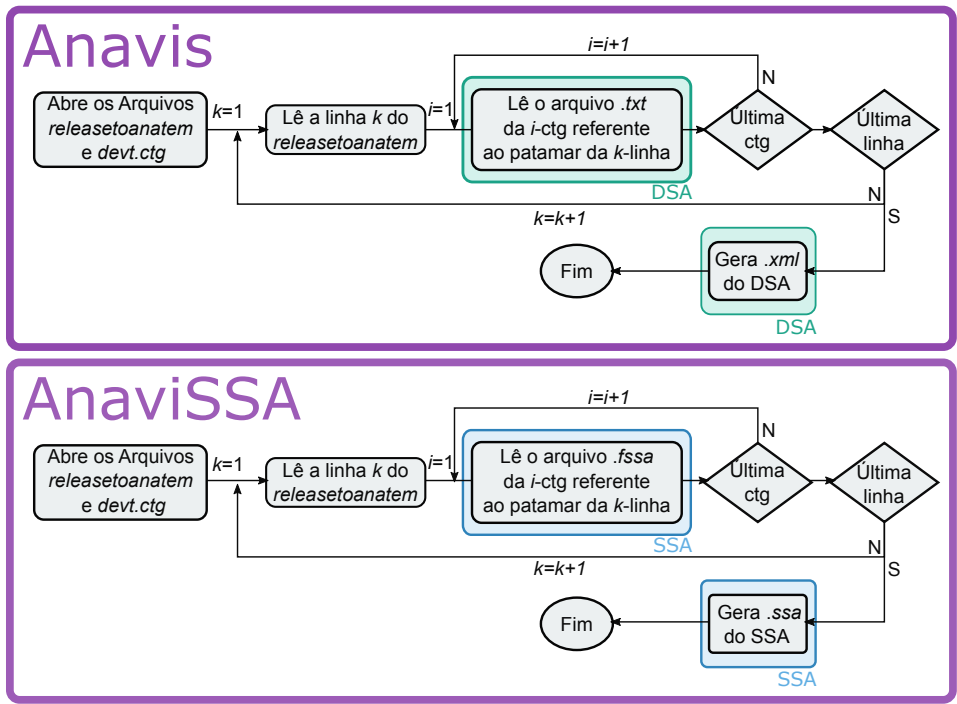 Anavis
i=i+1
N
Abre os Arquivos
releasetoanatem
e devt.ctg
k=1
Lê a linha k do
releasetoanatem
i=1
Lê o arquivo .txt
da i-ctg referente
ao patamar da k-linha
DSA
Última
ctg
Última
linha
N
S
k=k+1
Fim
Gera .xml
do DSA
DSA
AnaviSSA
i=i+1
N
Abre os Arquivos
releasetoanatem
e devt.ctg
k=1
Lê a linha k do
releasetoanatem
i=1
Lê o arquivo .fssa
da i-ctg referente
ao patamar da k-linha
SSA
Última
ctg
Última
linha
N
S
k=k+1
Fim
Gera .ssa
do SSA
SSA